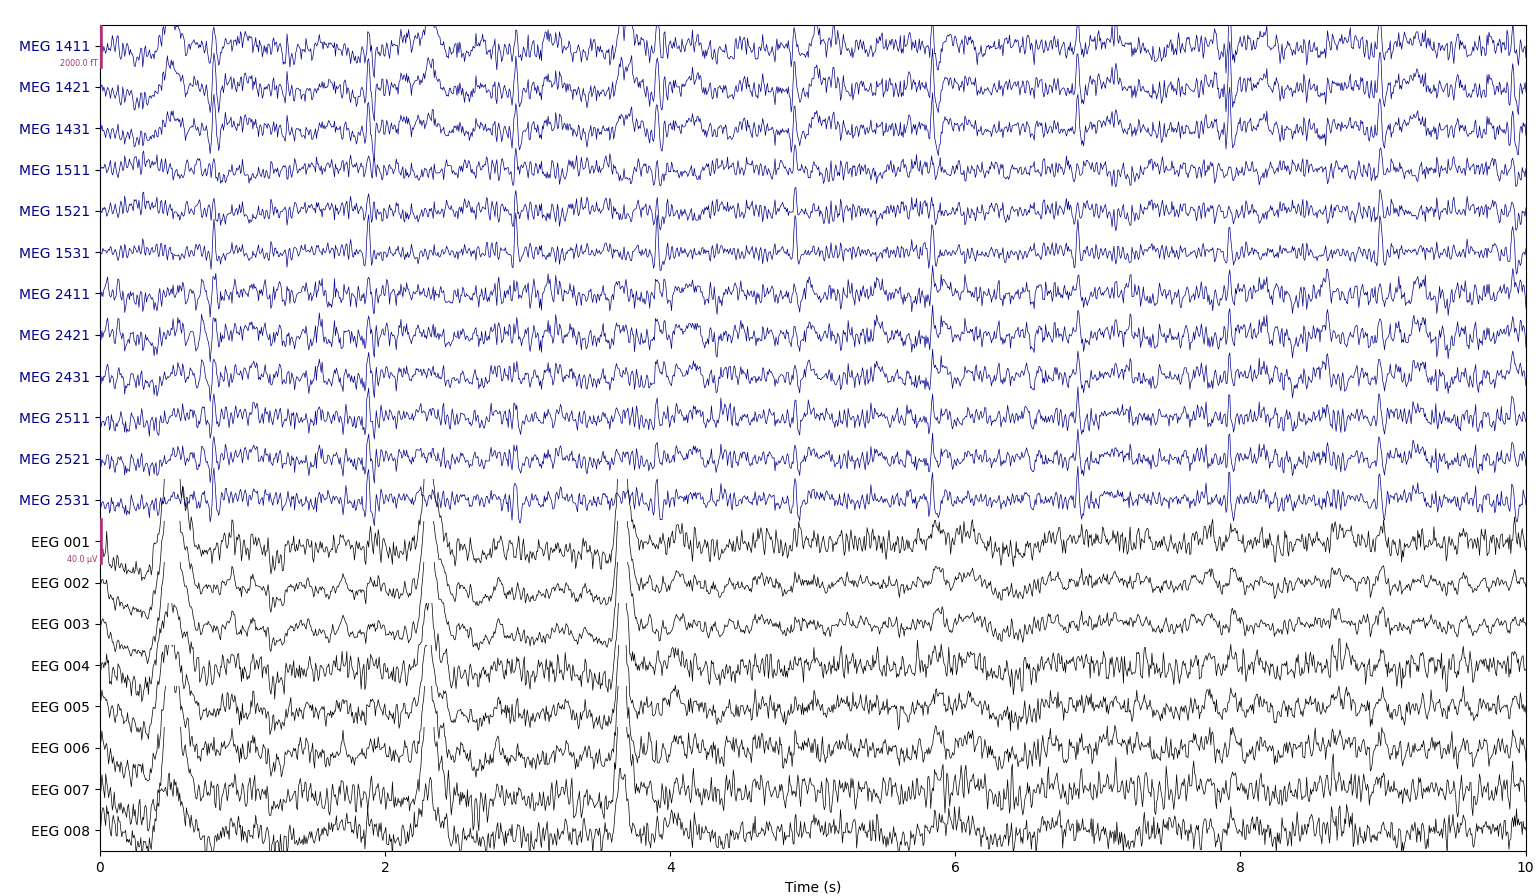 MEG 1411
2000.0 fT
MEG 1421
MEG 1431
MEG 1511
MEG 1521
MEG 1531
MEG 2411
MEG 2421
MEG 2431
MEG 2511
MEG 2521
MEG 2531
EEG 001
40.0 µV
EEG 002
EEG 003
EEG 004
EEG 005
EEG 006
EEG 007
EEG 008
0 2 4 6 8 10
Time (s)